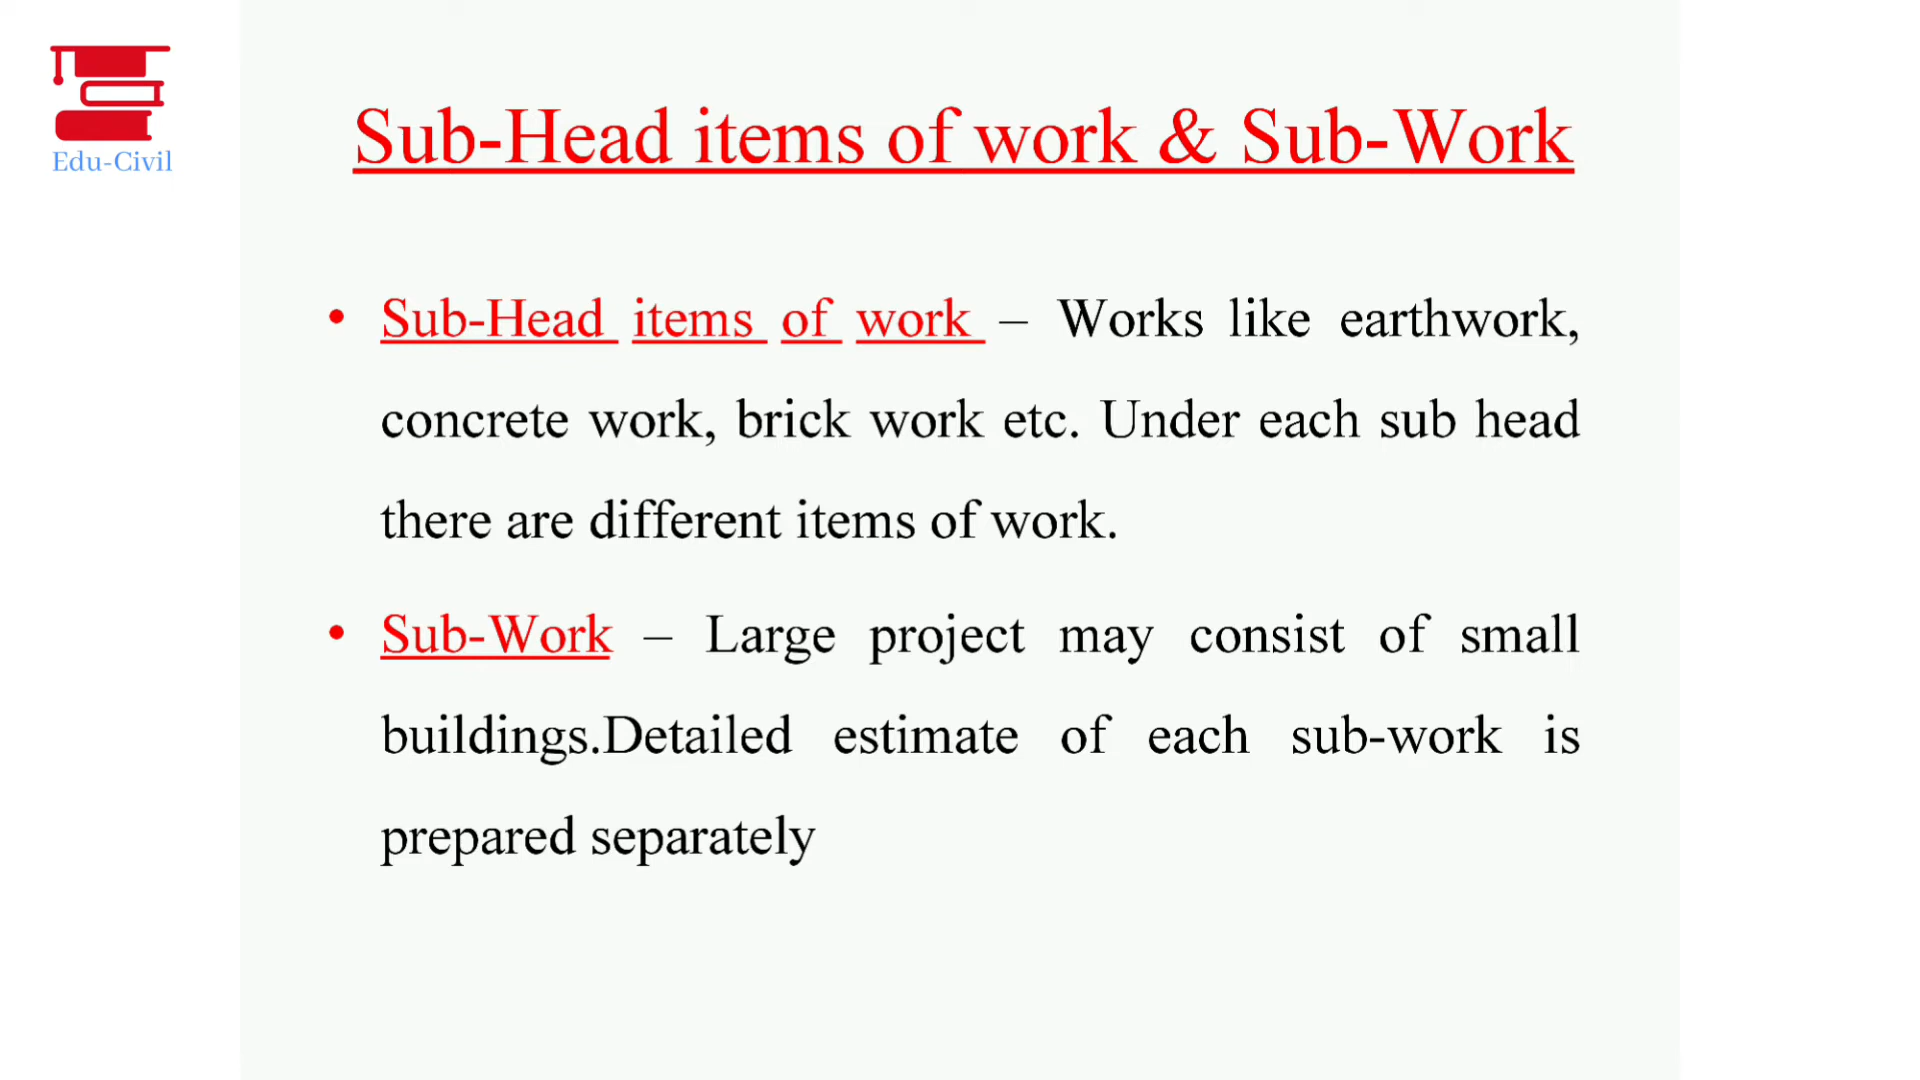 Edu-Civil
Sub-Head items of work & Sub-Work
• Sub-Head items of work – Works like earthwork,
concrete work, brick work etc. Under each sub head
there are different items of work.
• Sub-Work – Large project may consist of small
buildings.Detailed estimate of each sub-work is
prepared separately